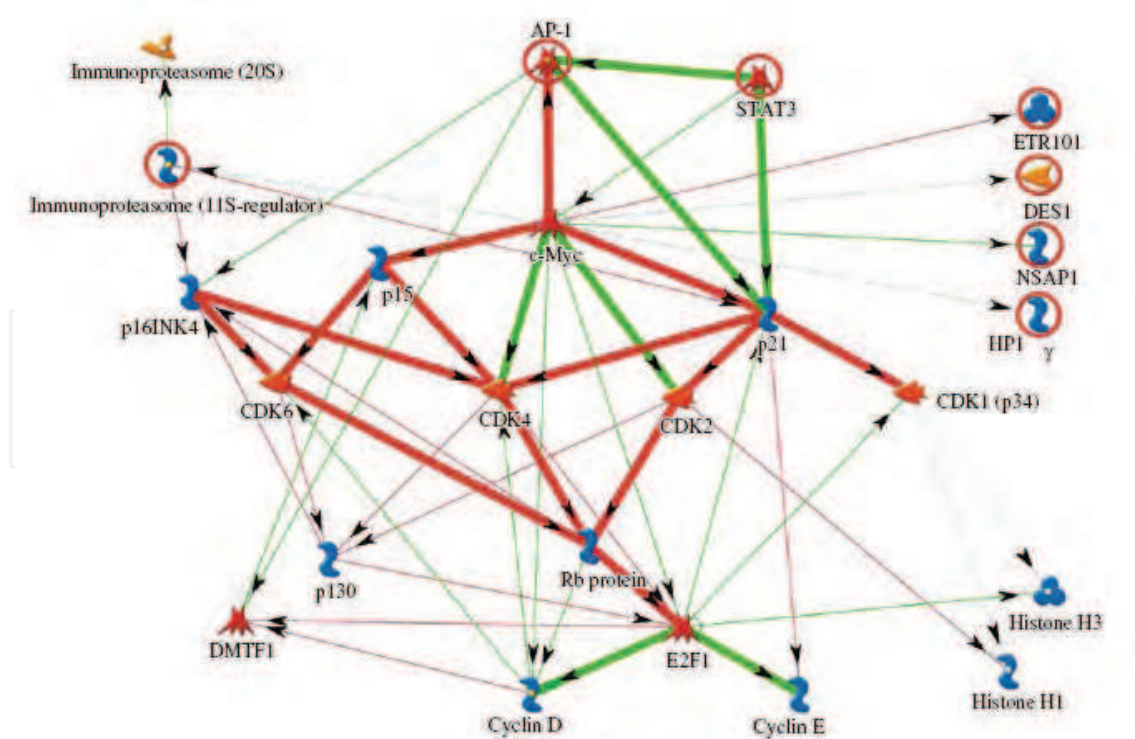 AP-1
Immunoproteasome (20S)
STAT3
ETR101
Immunoproteasome (11S-regulator)
DES1
c-Myc
NSAP1
p15
p16INK4
p21
HP1
γ
CDK6
CDK4
CDK2
CDK1 (p34)
Rb protein
p130
Histone H3
DMTF1
E2F1
Histone H1
Cyclin D
Cyclin E